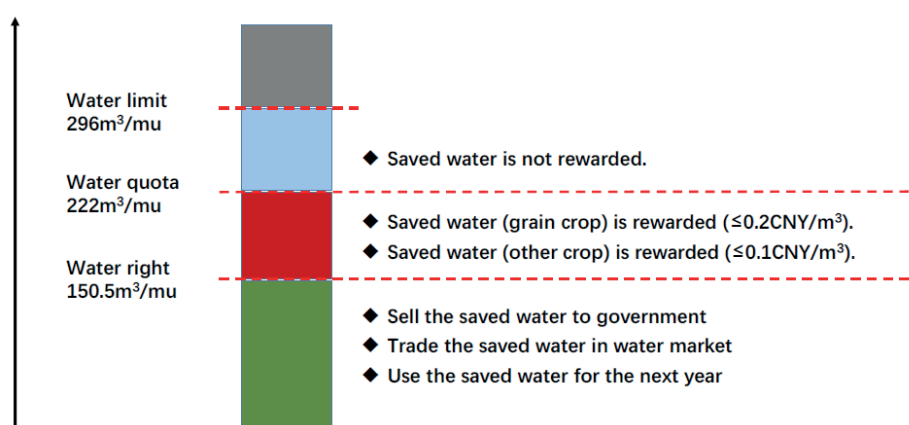 Water limit
296m³/mu
◆ Saved water is not rewarded.
Water quota
222m³/mu
◆ Saved water (grain crop) is rewarded (≤0.2CNY/m³).
◆ Saved water (other crop) is rewarded (≤0.1CNY/m³).
Water right
150.5m³/mu
◆ Sell the saved water to government
◆ Trade the saved water in water market
◆ Use the saved water for the next year